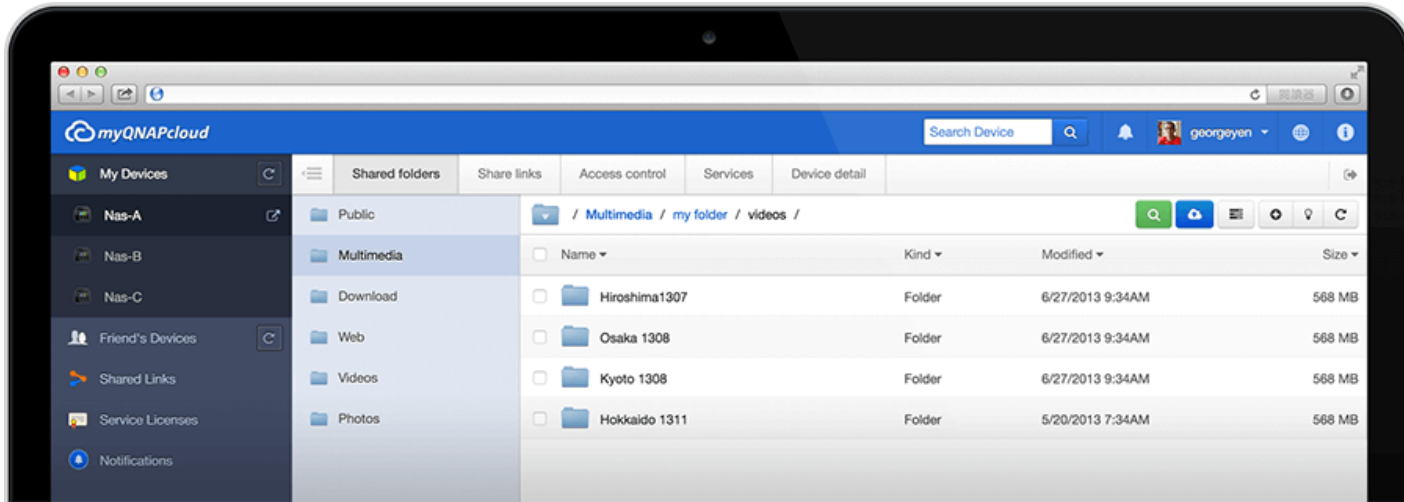 閱讀器
myQNAPcloud
Search Device
georgeyen
My Devices
Shared folders Share links Access control Services Device detail
Nas-A
Public
/ Multimedia / my folder / videos /
Nas-B
Multimedia
Name Kind Modified Size
Nas-C
Download
Hiroshima1307 Folder 6/27/2013 9:34AM 568 MB
Friend's Devices
Web
Osaka 1308 Folder 6/27/2013 9:34AM 568 MB
Shared Links
Videos
Kyoto 1308 Folder 6/27/2013 9:34AM 568 MB
Service Licenses
Photos
Hokkaido 1311 Folder 5/20/2013 7:34AM 568 MB
Notifications